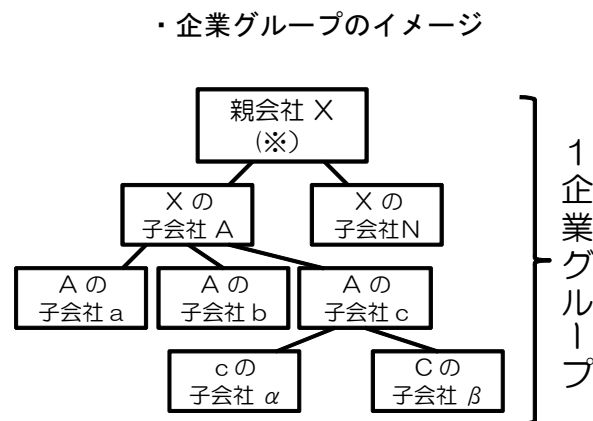 ・企業グループのイメージ
親会社 X
(※)
X の
子会社 A
X の
子会社N
A の
子会社 a
A の
子会社 b
A の
子会社 c
c の
子会社 α
C の
子会社 β
1企業グループ